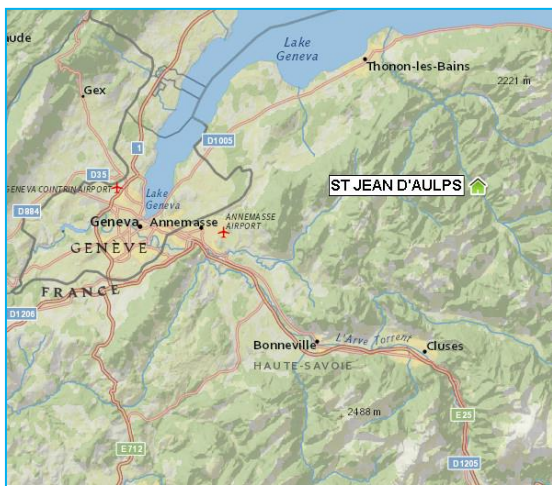 Lake
Geneva
Thonon-les-Bains
aude
2221 m
Gex
D1005
1
D35
ST JEAN D'AULPS
GENEVA COINTRIN AIRPORT
Lake
Geneva
D884
ANNEMASSE
AIRPORT
Geneva
Annemasse
GENÈVE
FRANCE
D1206
Bonneville
L'Arve Torrent
Cluses
HAUTE-SAVOIE
2488 m
E25
E712
D1205